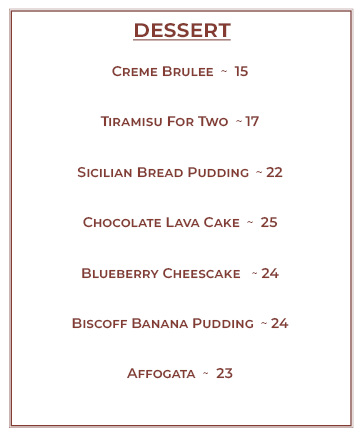 DESSERT
Creme Brulee ~ 15
Tiramisu For Two ~ 17
Sicilian Bread Pudding ~ 22
Chocolate Lava Cake ~ 25
Blueberry Cheescake ~ 24
Biscoff Banana Pudding ~ 24
Affogata ~ 23